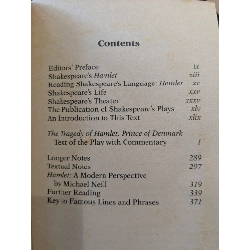 Contents
Editors' Preface ix
Shakespeare's Hamlet xiii
Reading Shakespeare's Language: Hamlet xv
Shakespeare's Life xxv
Shakespeare's Theater xxxv
The Publication of Shakespeare's Plays xlv
An Introduction to This Text xlix
The Tragedy of Hamlet, Prince of Denmark
Text of the Play with Commentary 1
Longer Notes 289
Textual Notes 297
Hamlet: A Modern Perspective
by Michael Neill 319
Further Reading 339
Key to Famous Lines and Phrases 371